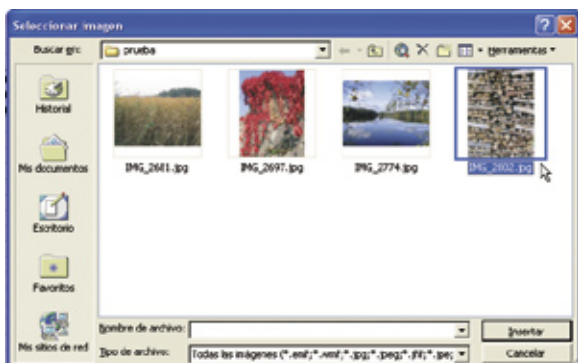 Seleccionar imagen
Buscar en: prueba Herramientas
Historial
Mis documentos
Escritorio
Favoritos
Mis sitios de red
IMG_2681.jpg IMG_2697.jpg IMG_2774.jpg IMG_2802.jpg
Nombre de archivo: Insertar
Tipo de archivo: Todas las imágenes (*.emf;*.wmf;*.jpg;*.jpeg;*.jfif;*.jpe; Cancelar